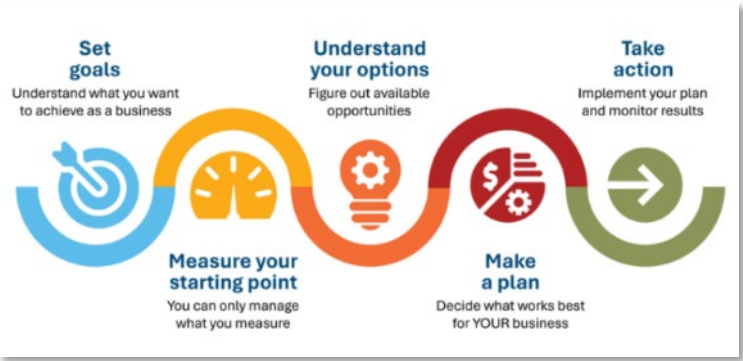 Set
goals
Understand what you want
to achieve as a business
Measure your
starting point
You can only manage
what you measure
Understand
your options
Figure out available
opportunities
$
Make
a plan
Decide what works best
for YOUR business
Take
action
Implement your plan
and monitor results